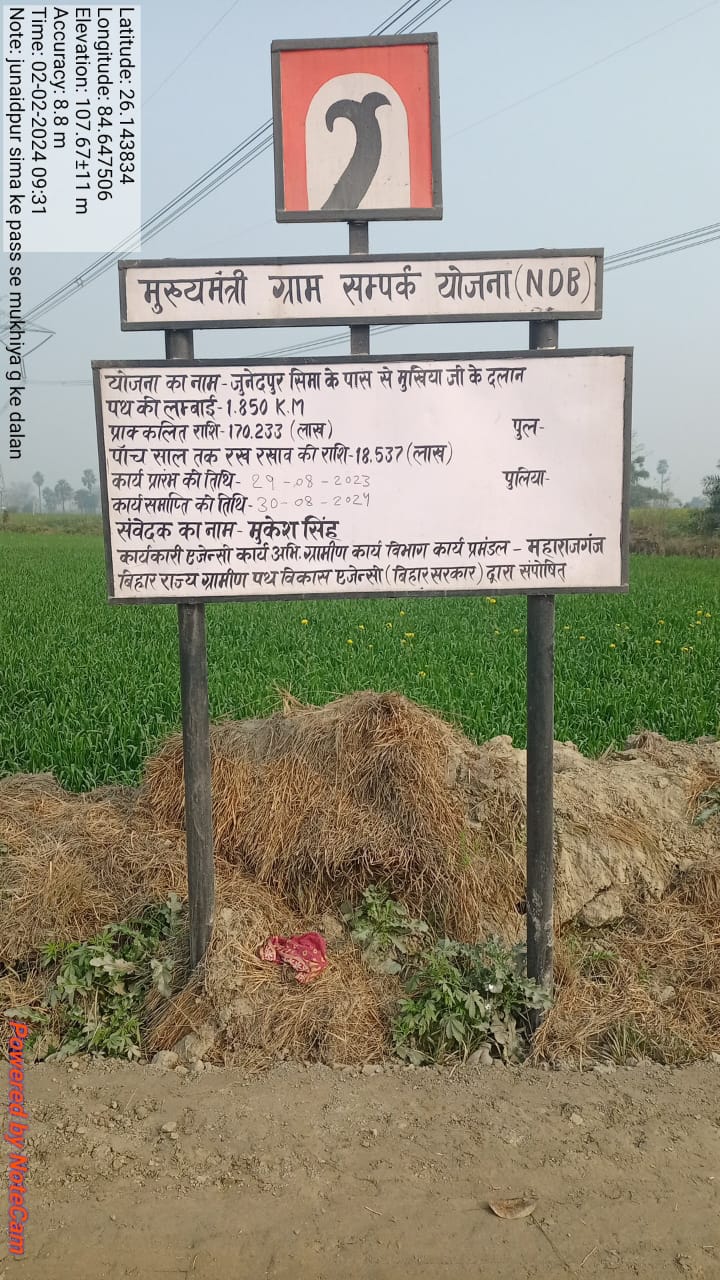 Latitude: 26.143834
Longitude: 84.647506
Elevation: 107.67±11 m
Accuracy: 8.8 m
Time: 02-02-2024 09:31
Note: junaidpur sima ke pass se mukhiya g ke dalan
मुख्यमंत्री ग्राम सम्पर्क योजना (NDB)
योजना का नाम - जुनेदपुर सिमा के पास से मुखिया जी के दलान
पथ की लम्बाई - 1.850 K.M
प्राक्कलित राशि - 170.233 (लाख) पुल-
पाँच साल तक रख रखाव की राशि - 18.537 (लाख)
कार्य प्रारंम की तिथि - 29-08-2023 पुलिया-
कार्य समाप्ति की तिथि - 30-08-2024
संवेदक का नाम - मुकेश सिंह
कार्यकारी एजेन्सी कार्य अभि. ग्रामीण कार्य विभाग कार्य प्रमंडल - महाराजगंज
बिहार राज्य ग्रामीण पथ विकास एजेन्सी (बिहार सरकार) द्वारा संपोषित
Powered by NoteCam